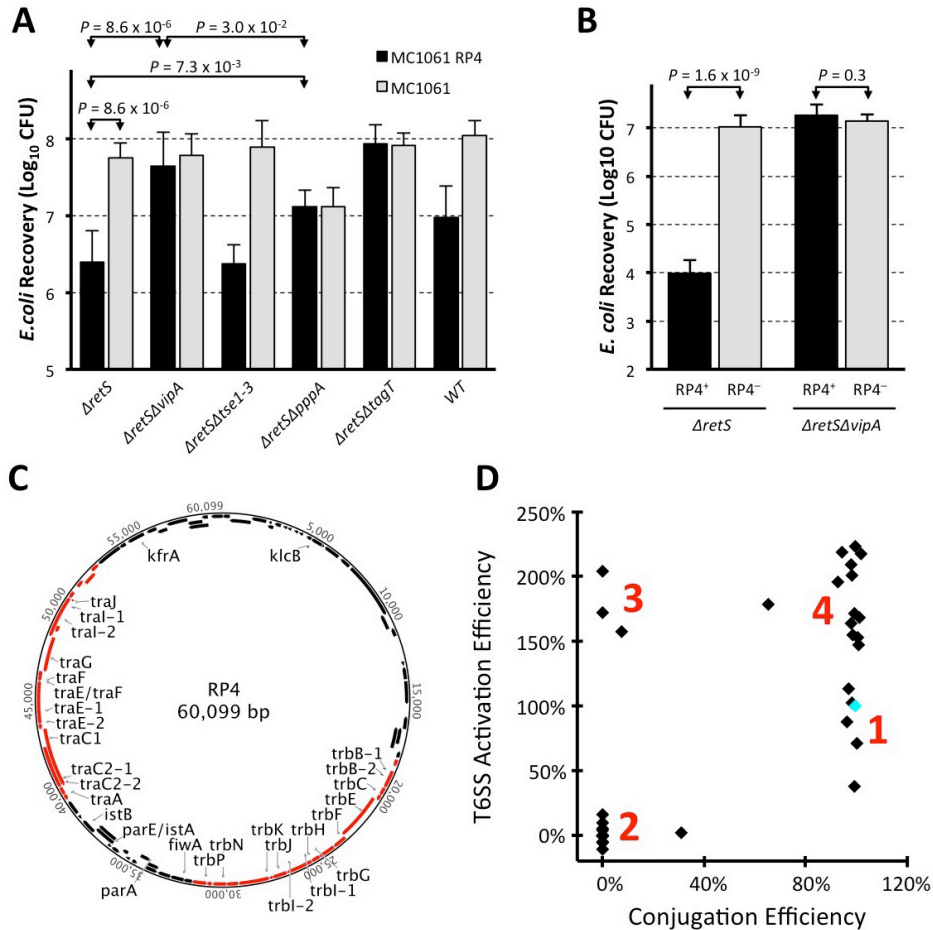 A
P = 8.6 x 10-6
P = 3.0 x 10-2
P = 7.3 x 10-3
P = 8.6 x 10-6
MC1061 RP4
MC1061
E.coli Recovery (Log10 CFU)
8
7
6
5
ΔretS
ΔretSΔvipA
ΔretSΔtse1-3
ΔretSΔpppA
ΔretSΔtagT
WT
B
P = 1.6 x 10-9
P = 0.3
E. coli Recovery (Log10 CFU)
7
6
5
4
3
2
RP4+
RP4−
RP4+
RP4−
ΔretS
ΔretSΔvipA
C
60,099
5,000
10,000
15,000
20,000
25,000
30,000
35,000
40,000
45,000
50,000
55,000
kfrA
klcB
traJ
traI-1
traI-2
traG
traF
traE/traF
traE-1
traE-2
traC1
traC2-1
traC2-2
traA
istB
parE/istA
parA
fiwA
trbP
trbN
trbK
trbJ
trbI-2
trbH
trbI-1
trbG
trbF
trbE
trbC
trbB-2
trbB-1
RP4
60,099 bp
D
T6SS Activation Efficiency
250%
200%
150%
100%
50%
0%
3
4
1
2
0%
40%
80%
120%
Conjugation Efficiency